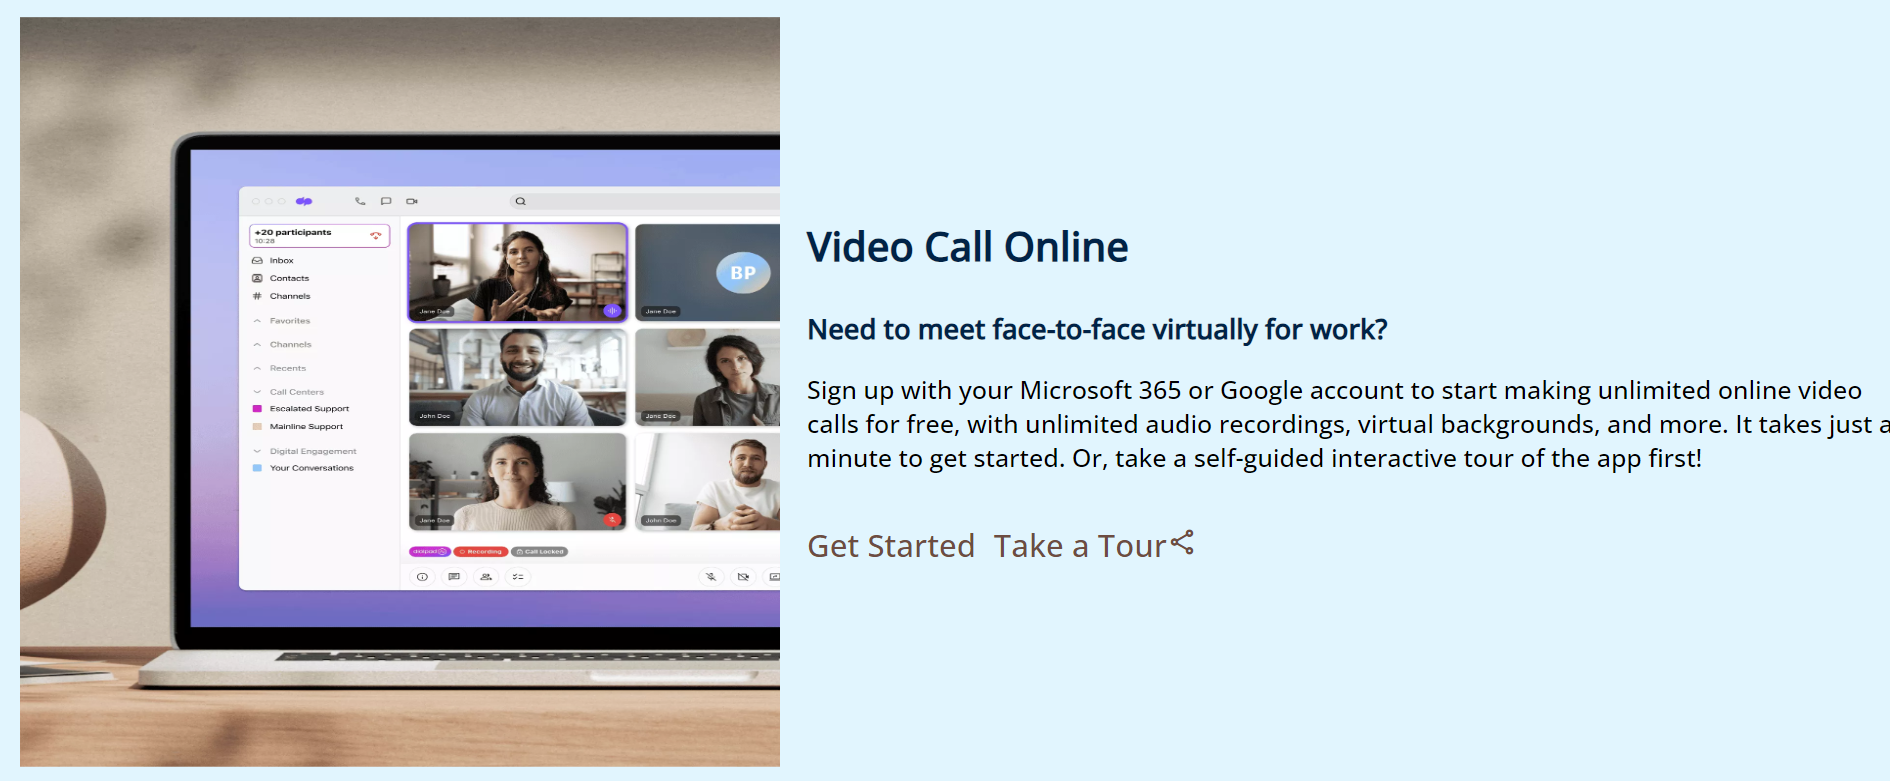 +20 participants
10:28
Inbox
Contacts
Channels
Favorites
Channels
Recents
Call Centers
Escalated Support
Mainline Support
Digital Engagement
Your Conversations
Jane Doe
BP
Jane Doe
John Doe
Jane Doe
Jane Doe
John Doe
dialpad
Recording
Call Locked
Video Call Online
Need to meet face-to-face virtually for work?
Sign up with your Microsoft 365 or Google account to start making unlimited online video
calls for free, with unlimited audio recordings, virtual backgrounds, and more. It takes just a
minute to get started. Or, take a self-guided interactive tour of the app first!
Get Started Take a Tour